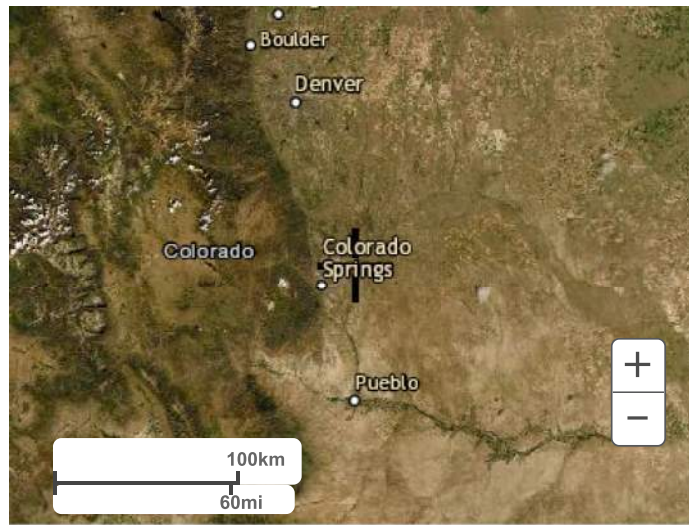 Boulder
Denver
Colorado
Colorado
Springs
Pueblo
100km
60mi
+
−